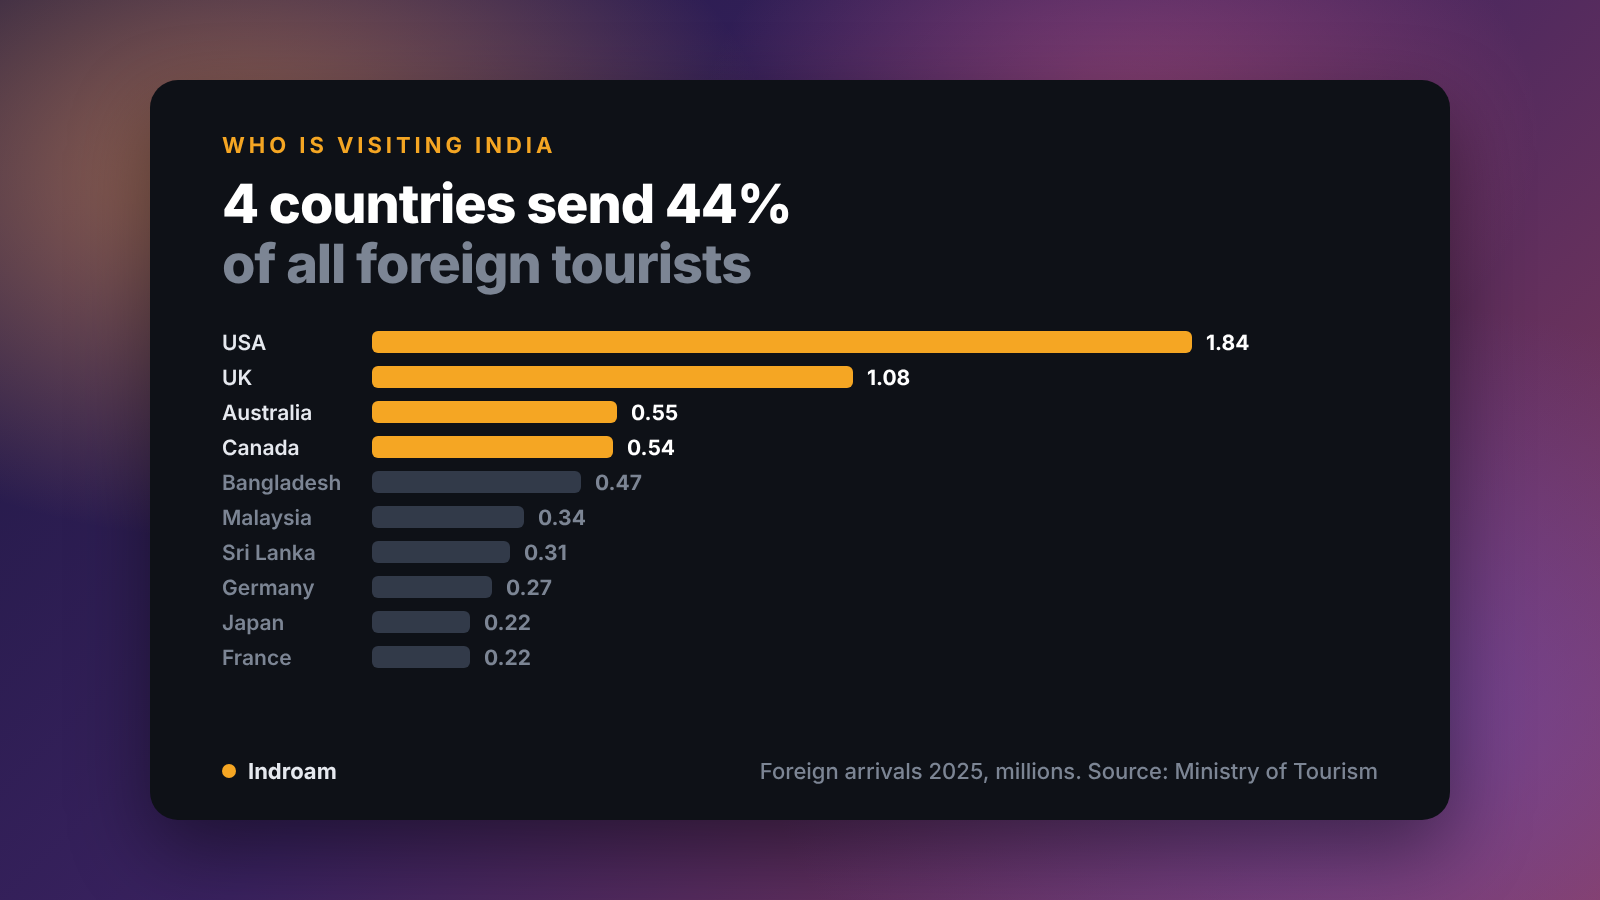 WHO IS VISITING INDIA
4 countries send 44%
of all foreign tourists
USA 1.84
UK 1.08
Australia 0.55
Canada 0.54
Bangladesh 0.47
Malaysia 0.34
Sri Lanka 0.31
Germany 0.27
Japan 0.22
France 0.22
Indroam
Foreign arrivals 2025, millions. Source: Ministry of Tourism